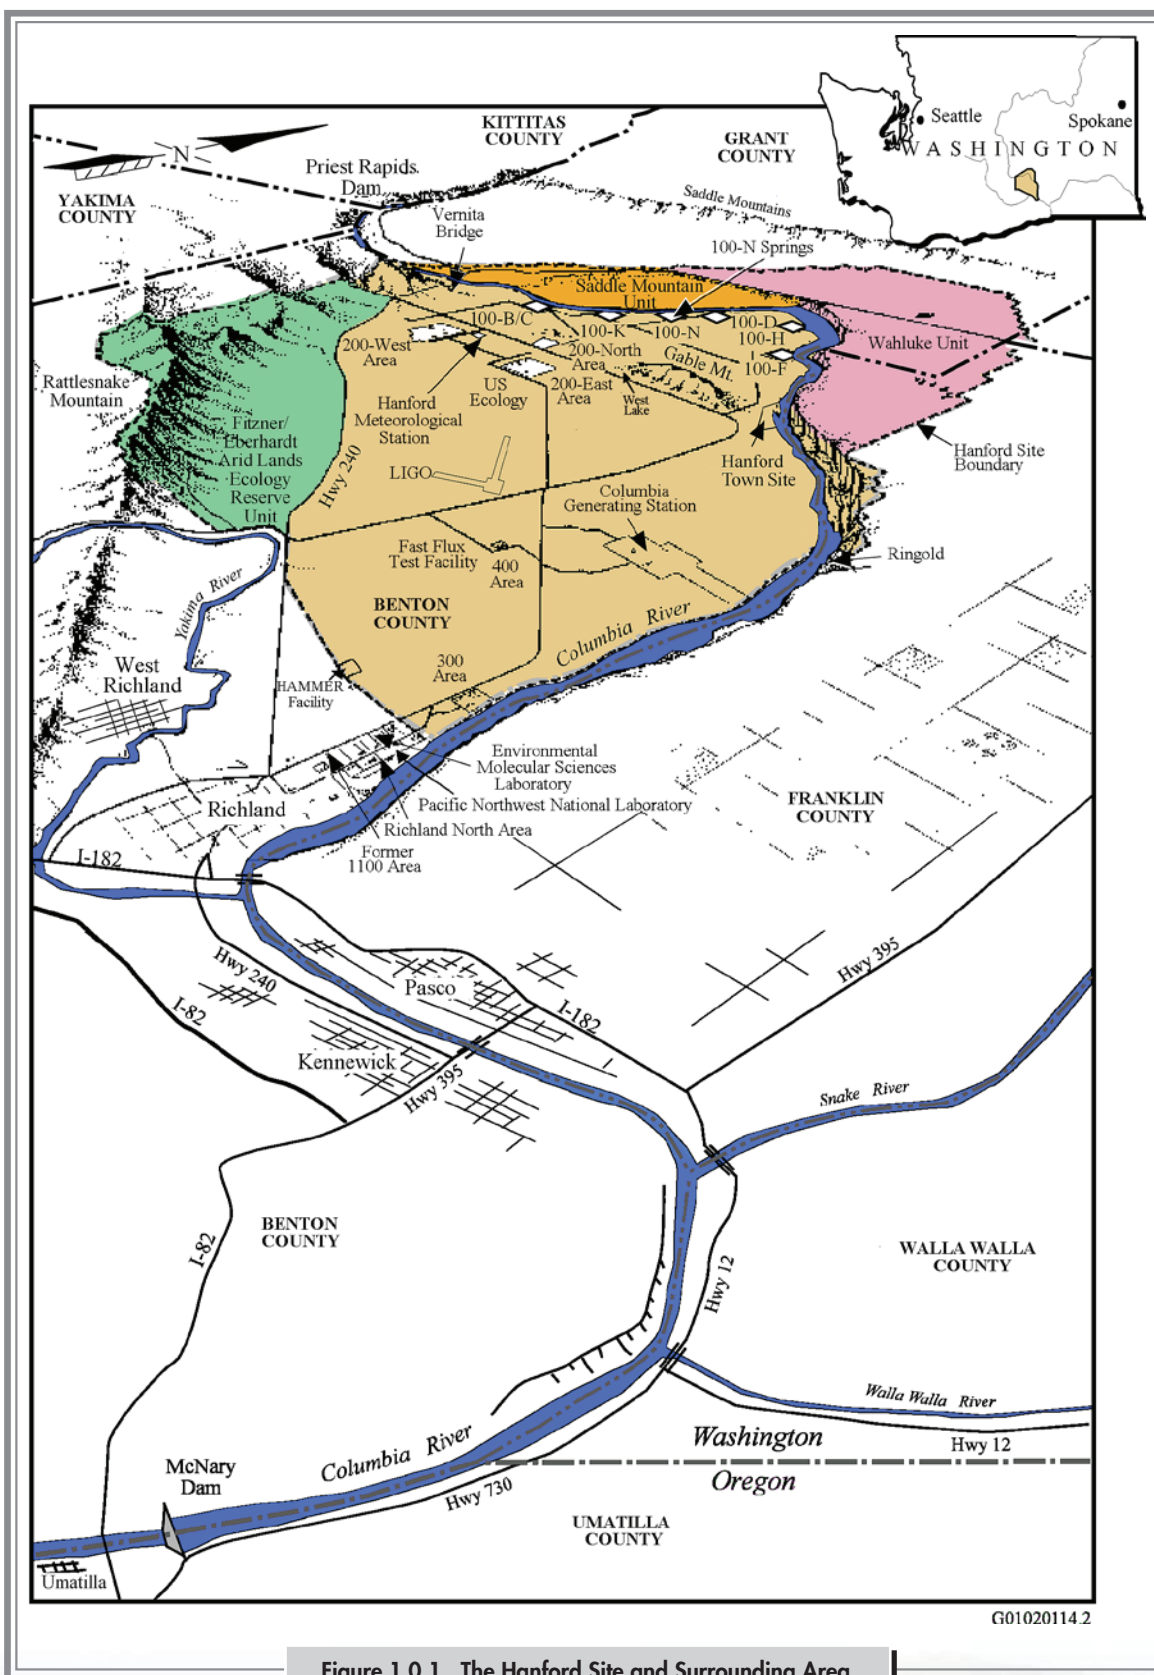 Seattle
Spokane
WASHINGTON
KITTITAS
COUNTY
GRANT
COUNTY
N
Priest Rapids
Dam
YAKIMA
COUNTY
Saddle Mountains
Vernita
Bridge
100-N Springs
Saddle Mountain
Unit
100-B/C
100-K
100-N
100-D
100-H
100-F
Wahluke Unit
200-West
Area
200-North
Area
Gable Mt.
US
Ecology
200-East
Area
West
Lake
Rattlesnake
Mountain
Hanford
Meteorological
Station
Fitzner/
Eberhardt
Arid Lands
Ecology
Reserve
Unit
Hwy 240
LIGO
Hanford
Town Site
Hanford Site
Boundary
Columbia
Generating Station
Fast Flux
Test Facility
400
Area
Ringold
Yakima River
BENTON
COUNTY
Columbia River
West
Richland
300
Area
HAMMER
Facility
Environmental
Molecular Sciences
Laboratory
Pacific Northwest National Laboratory
Richland
Richland North Area
Former
1100 Area
FRANKLIN
COUNTY
I-182
Hwy 240
Hwy 395
Pasco
I-182
I-82
Kennewick
Hwy 395
Snake River
BENTON
COUNTY
I-82
Hwy 12
WALLA WALLA
COUNTY
Walla Walla River
Hwy 12
Columbia River
Washington
Oregon
McNary
Dam
Hwy 730
UMATILLA
COUNTY
Umatilla
G01020114.2
Figure 1.0.1. The Hanford Site and Surrounding Area